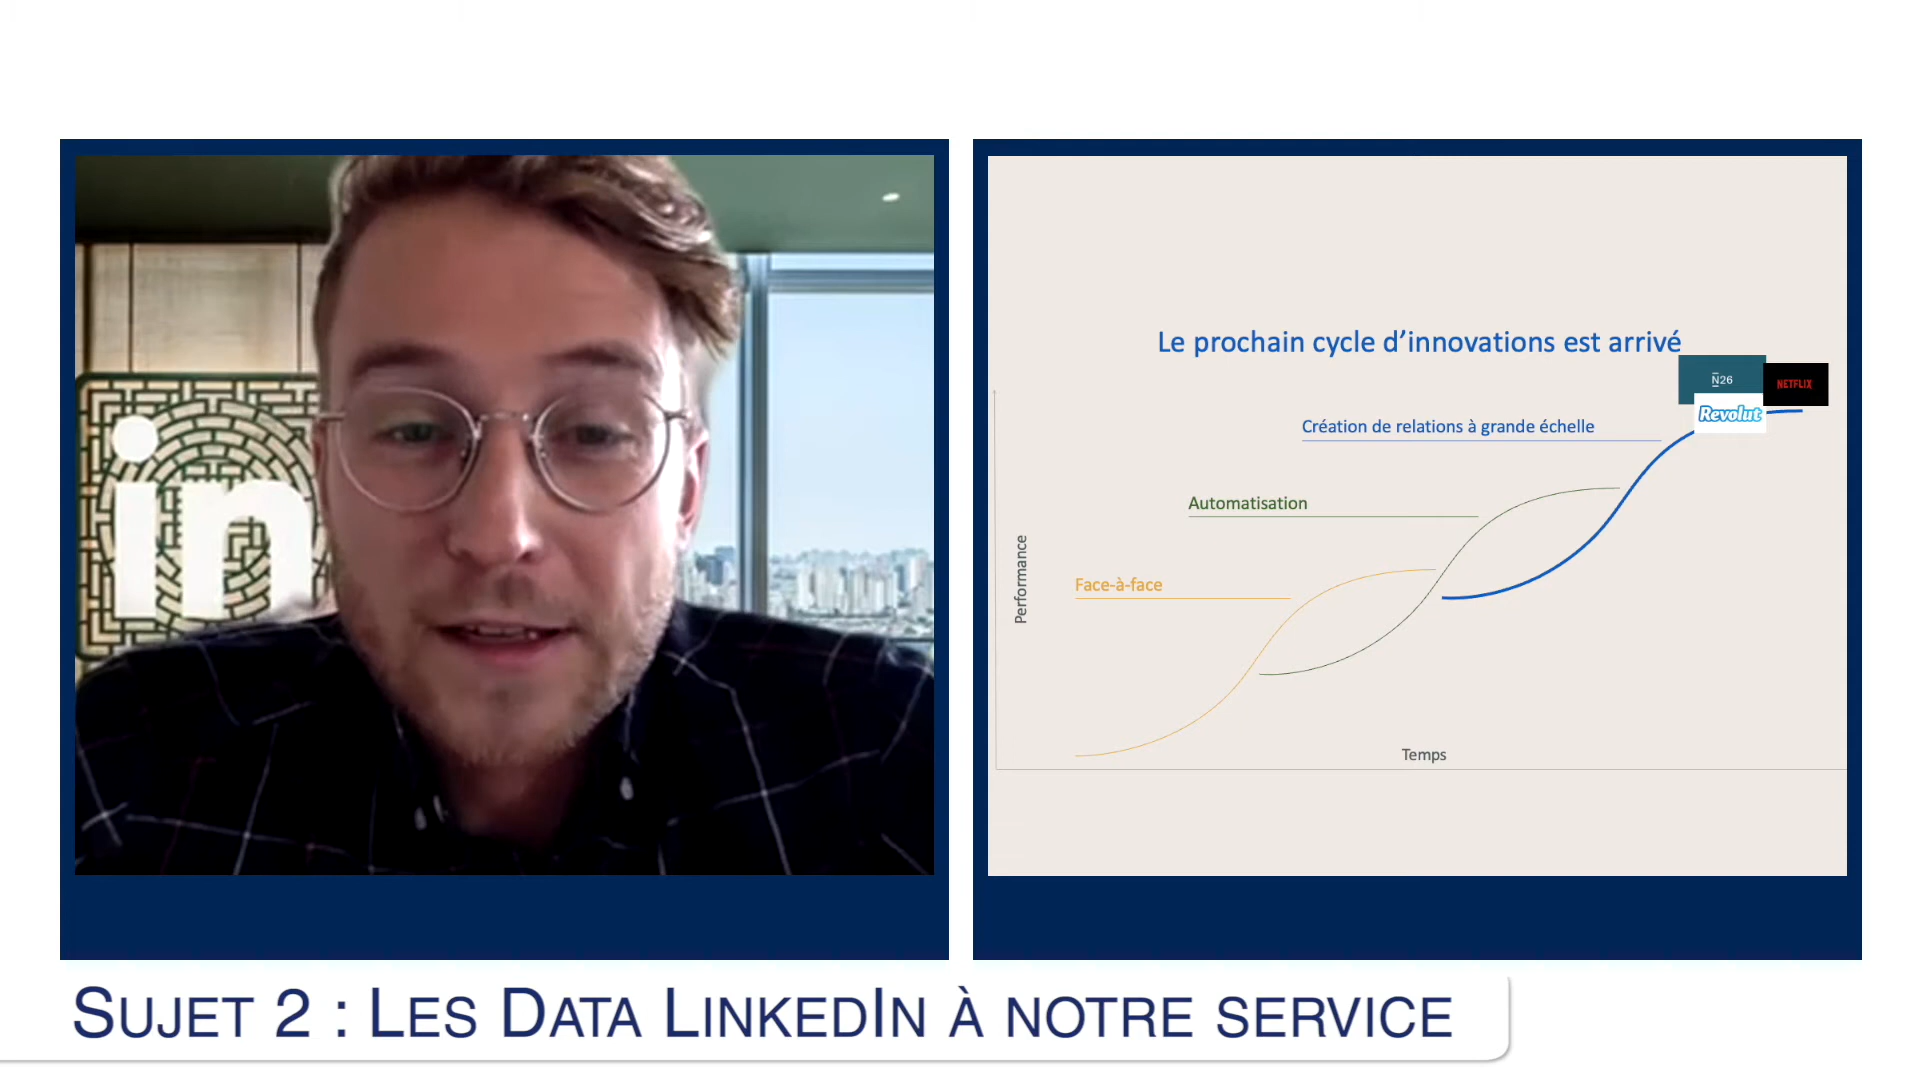 in
Le prochain cycle d'innovations est arrivé
N26
NETFLIX
Revolut
Création de relations à grande échelle
Automatisation
Face-à-face
Performance
Temps
SUJET 2 : LES DATA LINKEDIN À NOTRE SERVICE